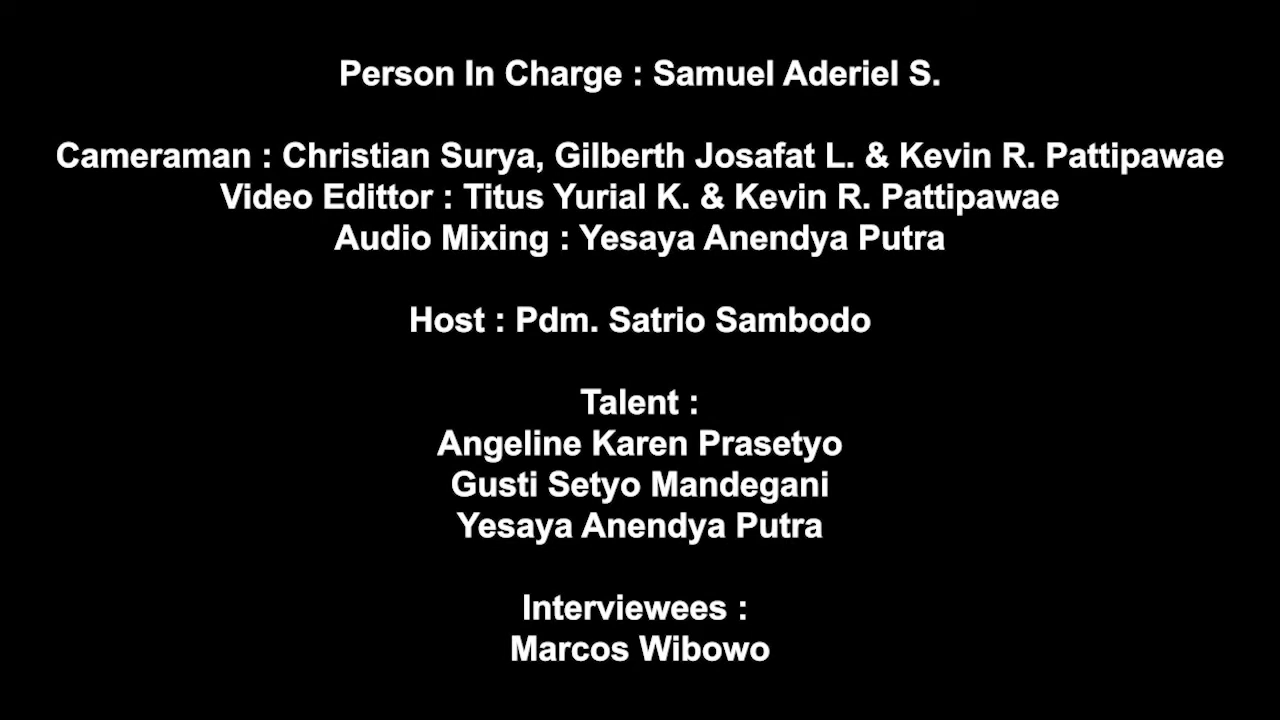 Person In Charge : Samuel Aderiel S.
Cameraman : Christian Surya, Gilberth Josafat L. & Kevin R. Pattipawae
Video Edittor : Titus Yurial K. & Kevin R. Pattipawae
Audio Mixing : Yesaya Anendya Putra
Host : Pdm. Satrio Sambodo
Talent :
Angeline Karen Prasetyo
Gusti Setyo Mandegani
Yesaya Anendya Putra
Interviewees :
Marcos Wibowo